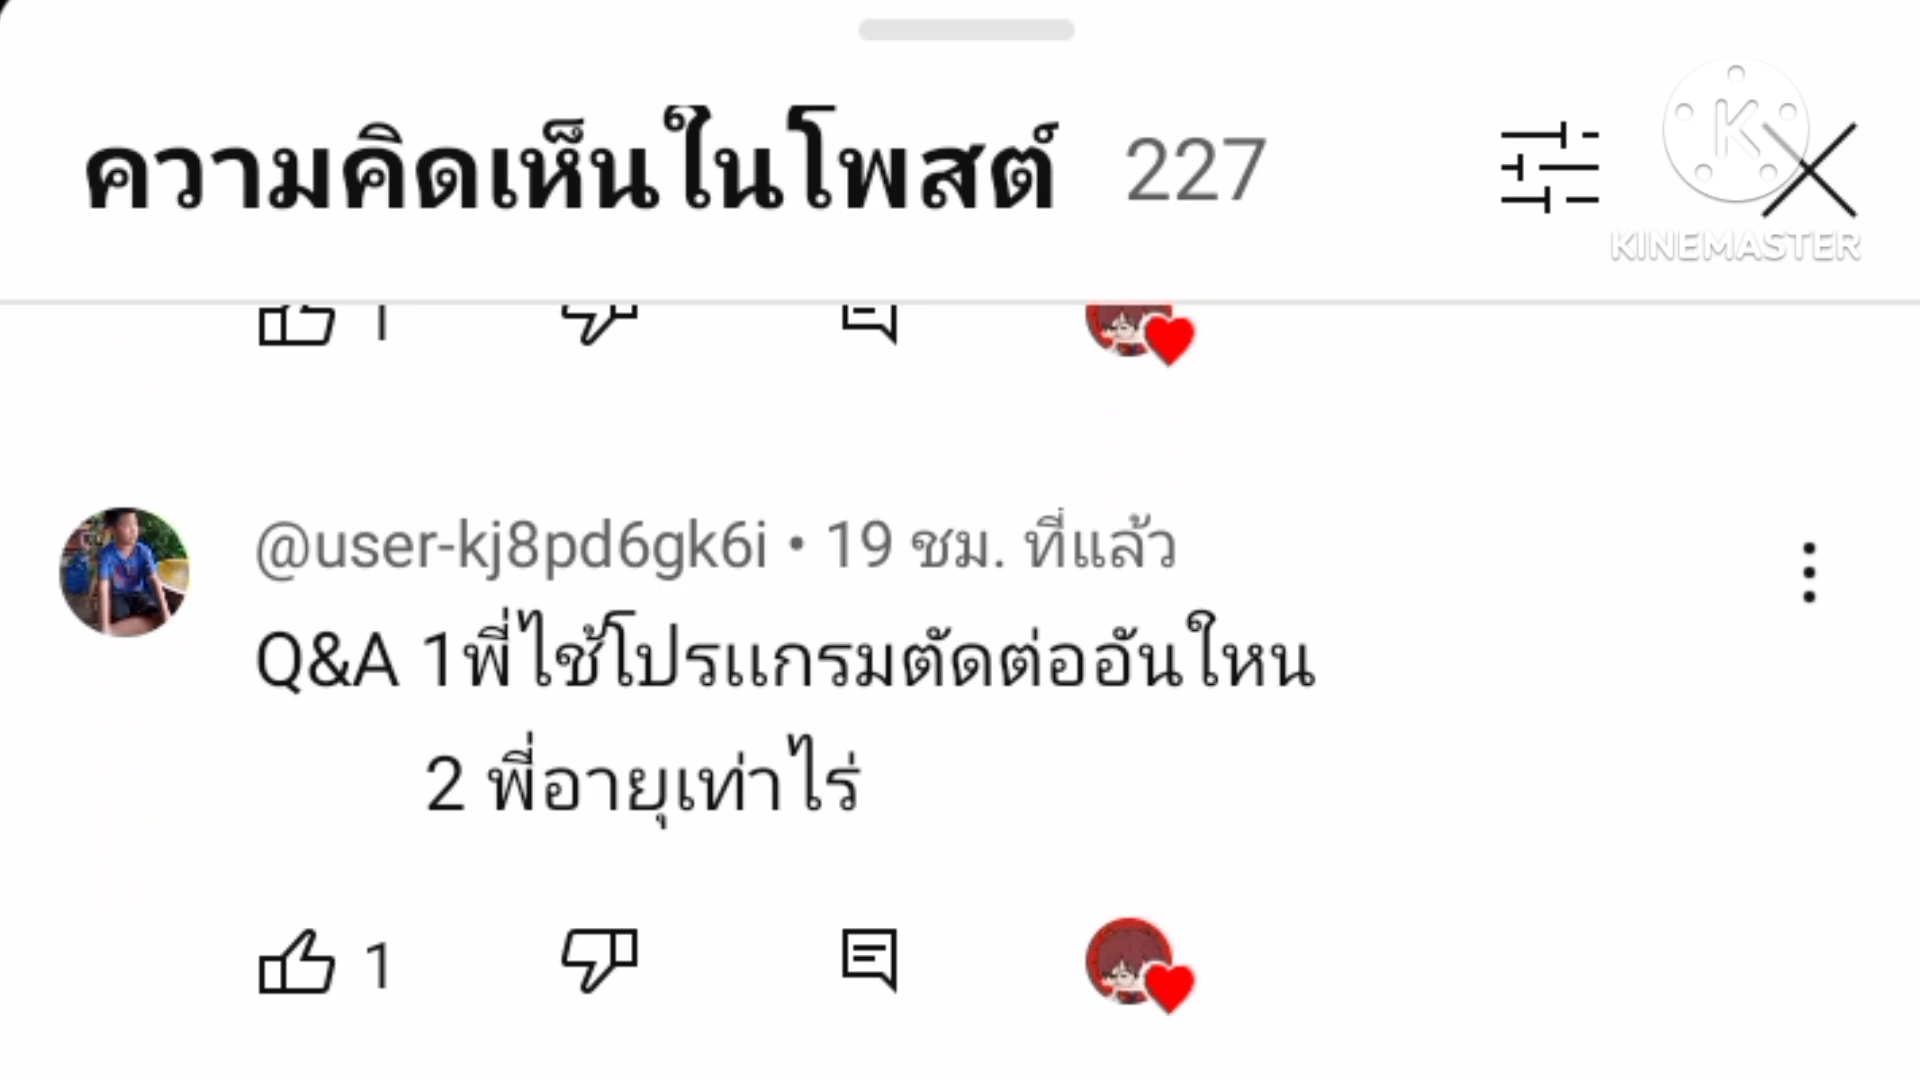 ความคิดเห็นในโพสต์ 227
K
KINEMASTER
1
@user-kj8pd6gk6i • 19 ชม. ที่แล้ว
Q&A 1พี่ไช้โปรแกรมตัดต่ออันใหน
2 พี่อายุเท่าไร่
1